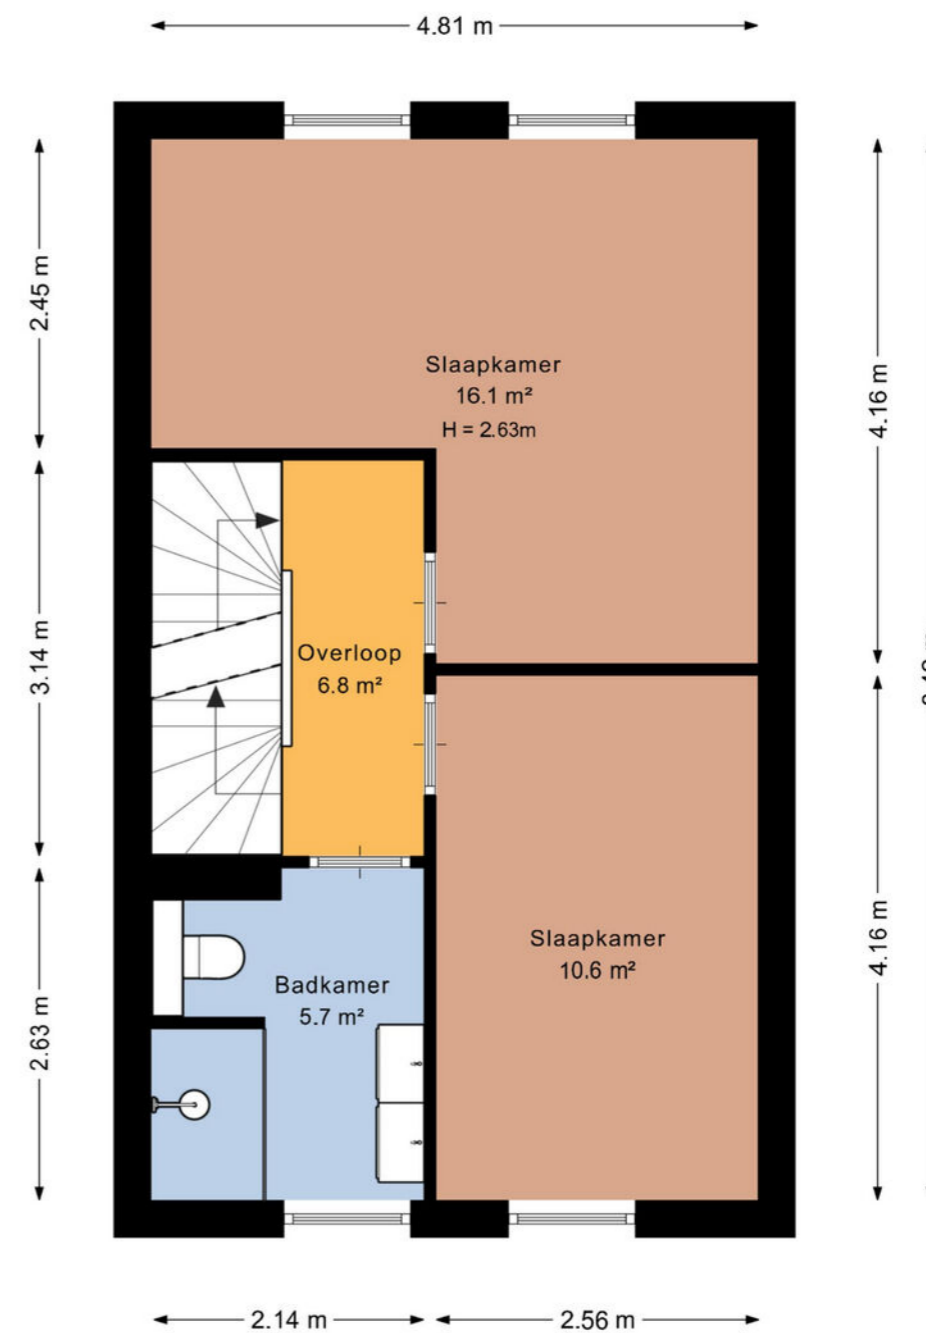 4.81 m
2.45 m
4.16 m
Slaapkamer
16.1 m²
H = 2.63m
3.14 m
Overloop
6.8 m²
Slaapkamer
10.6 m²
4.16 m
Badkamer
5.7 m²
2.63 m
2.14 m
2.56 m